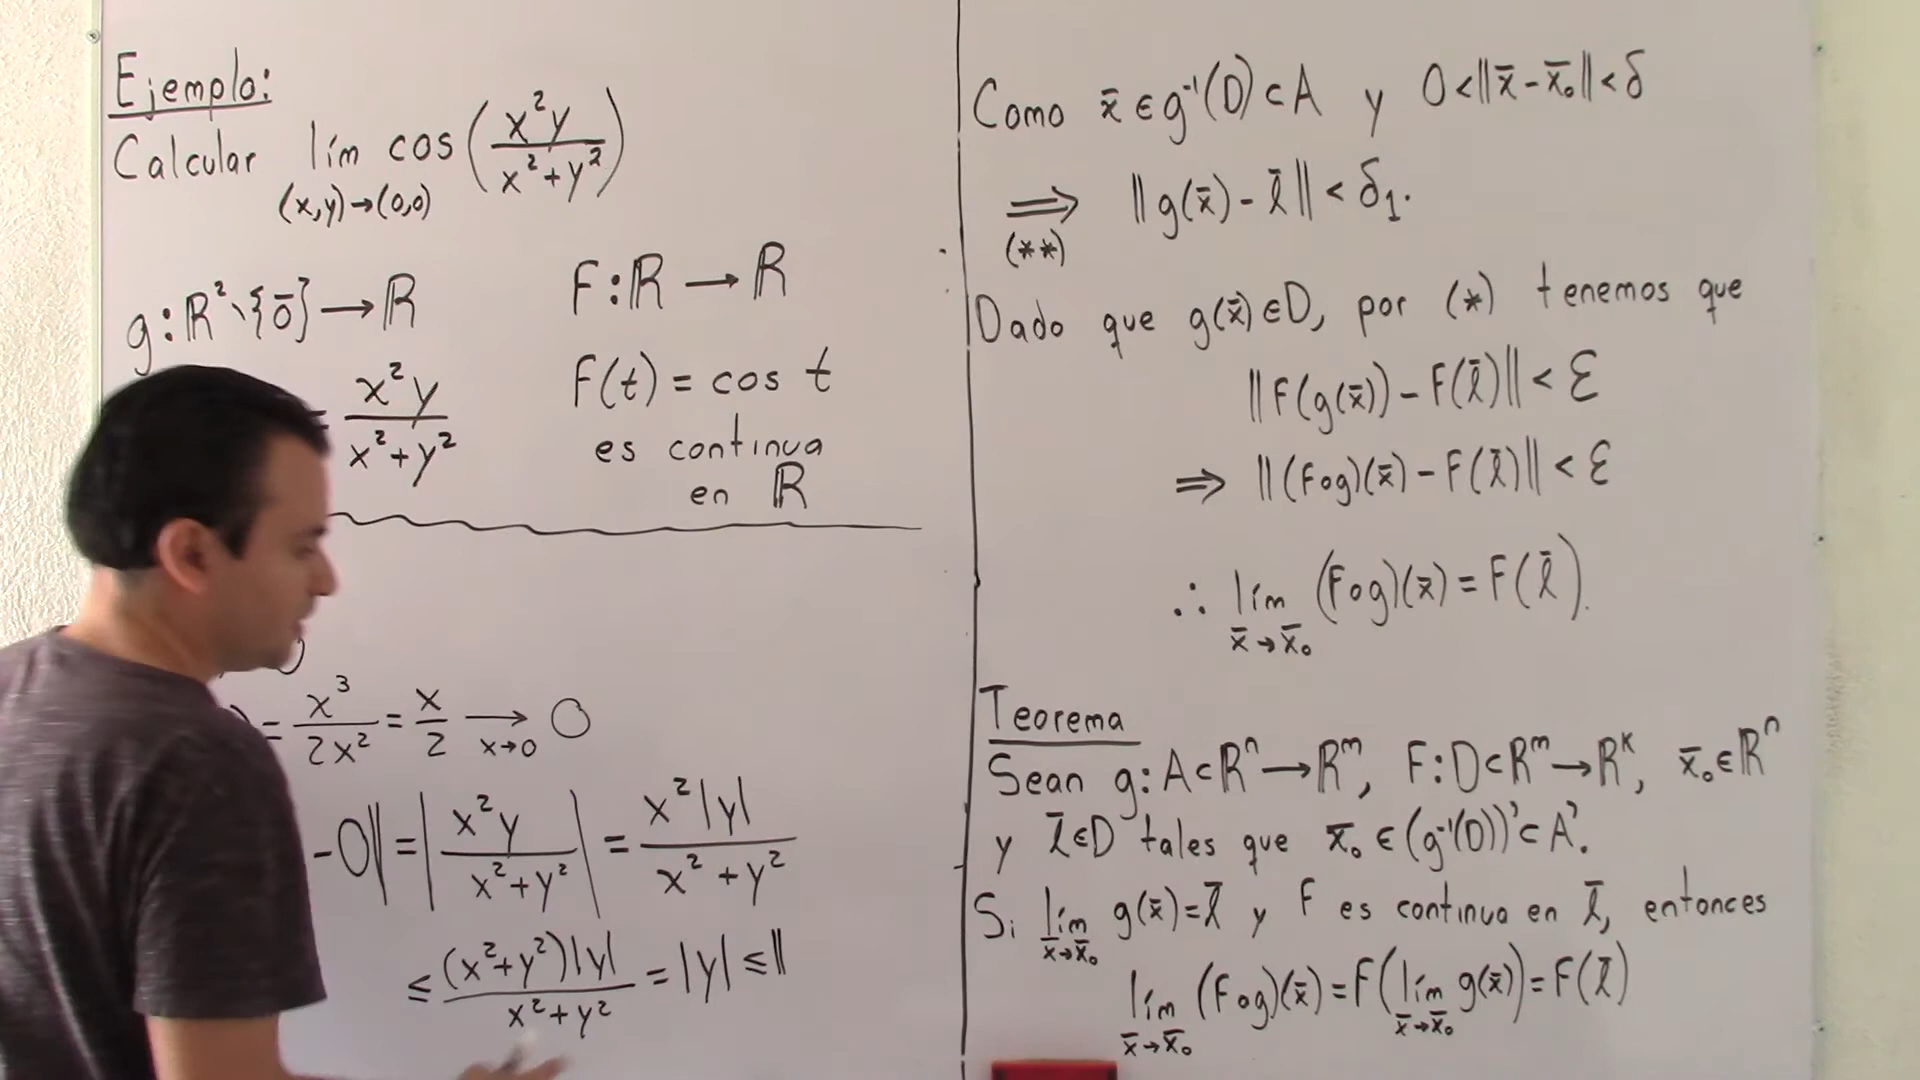 Ejemplo:
Calcular lím cos (x²y / x²+y²)
(x,y)→(0,0)
g:ℝ²\{0̄}→ℝ
= x²y / x²+y²
F:ℝ→ℝ
F(t) = cos t
es continua
en ℝ
0
) = x³ / 2x² = x / 2 → 0
x→0
-0‖ = |x²y / x²+y²| = x²|y| / x²+y²
≤ (x²+y²)|y| / x²+y² = |y| ≤ ‖
Como x̄ ∈ g⁻¹(D) ⊂ A y 0<‖x̄-x̄₀‖<δ
⟹ ‖g(x̄) - l̄‖ < δ₁.
(**)
Dado que g(x̄)∈D, por (*) tenemos que
‖F(g(x̄)) - F(l̄)‖ < ε
⇒ ‖(F∘g)(x̄) - F(l̄)‖ < ε
∴ lím (F∘g)(x̄) = F(l̄).
x̄→x̄₀
Teorema
Sean g: A⊂ℝⁿ→ℝᵐ, F:D⊂ℝᵐ→ℝᵏ, x̄₀∈ℝⁿ
y l̄∈D tales que x̄₀ ∈ (g⁻¹(D))'⊂A'.
Si lím g(x̄)=l̄ y F es continua en l̄, entonces
x̄→x̄₀
lím (F∘g)(x̄) = F(lím g(x̄)) = F(l̄)
x̄→x̄₀ x̄→x̄₀